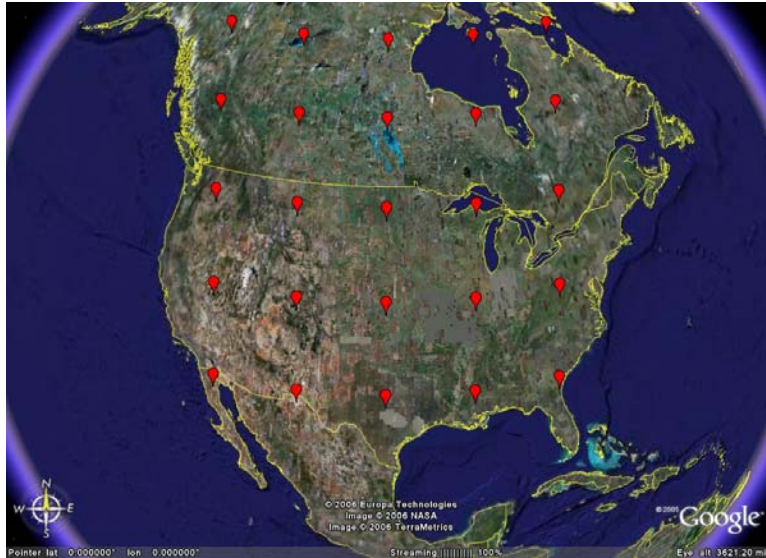 N
W E
S
© 2006 Europa Technologies
Image © 2006 NASA
Image © 2006 TerraMetrics
©2005 Google
Pointer lat 0.000000° lon 0.000000° Streaming |||||||||| 100% Eye alt 3621.20 mi